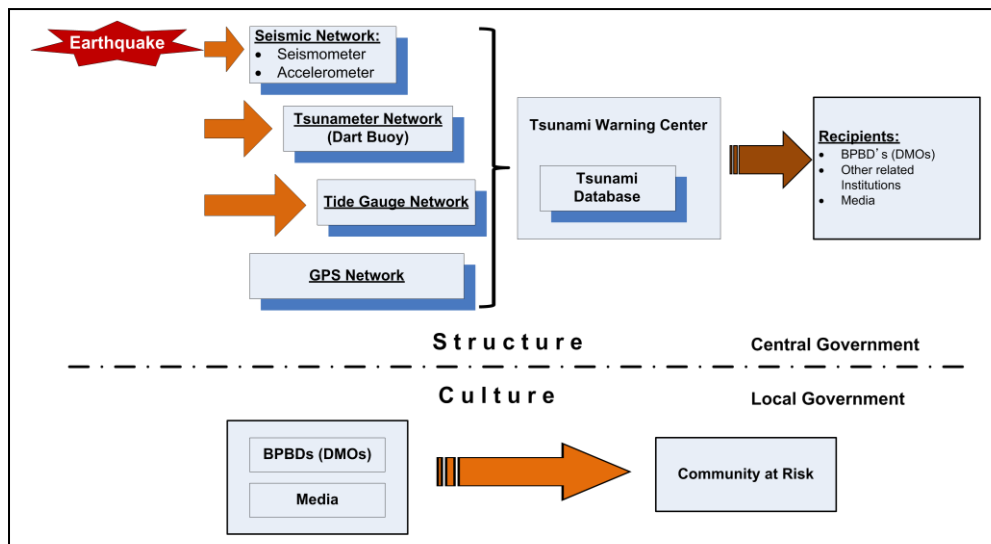 Earthquake
Seismic Network:
• Seismometer
• Accelerometer
Tsunameter Network
(Dart Buoy)
Tide Gauge Network
GPS Network
Tsunami Warning Center
Tsunami
Database
Recipients:
• BPBD's (DMOs)
• Other related
Institutions
• Media
Structure
Central Government
Culture
Local Government
BPBDs (DMOs)
Media
Community at Risk